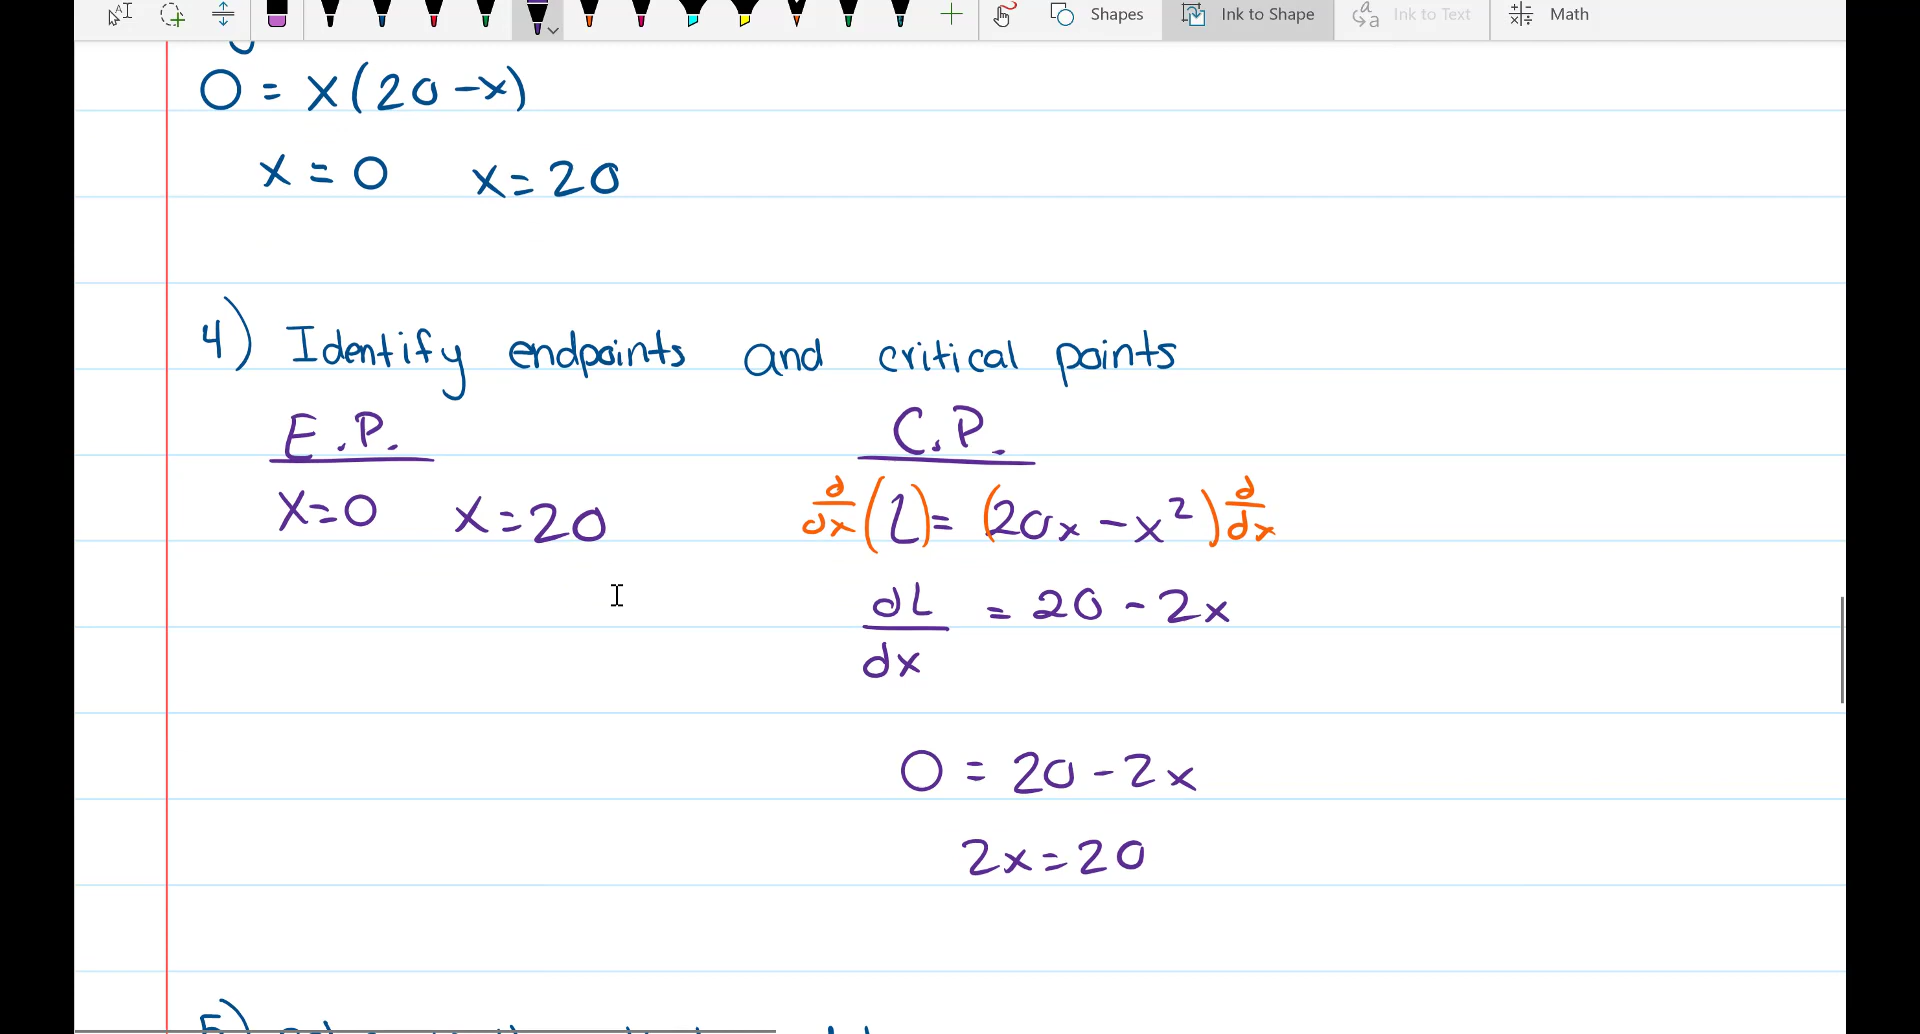 Shapes Ink to Shape Ink to Text Math
0 = x(20 -x)
x = 0 x = 20
4) Identify endpoints and critical points
E.P. C.P.
x=0 x=20 d/dx (L) = (20x - x²) d/dx
dL/dx = 20 - 2x
0 = 20 - 2x
2x = 20
5)